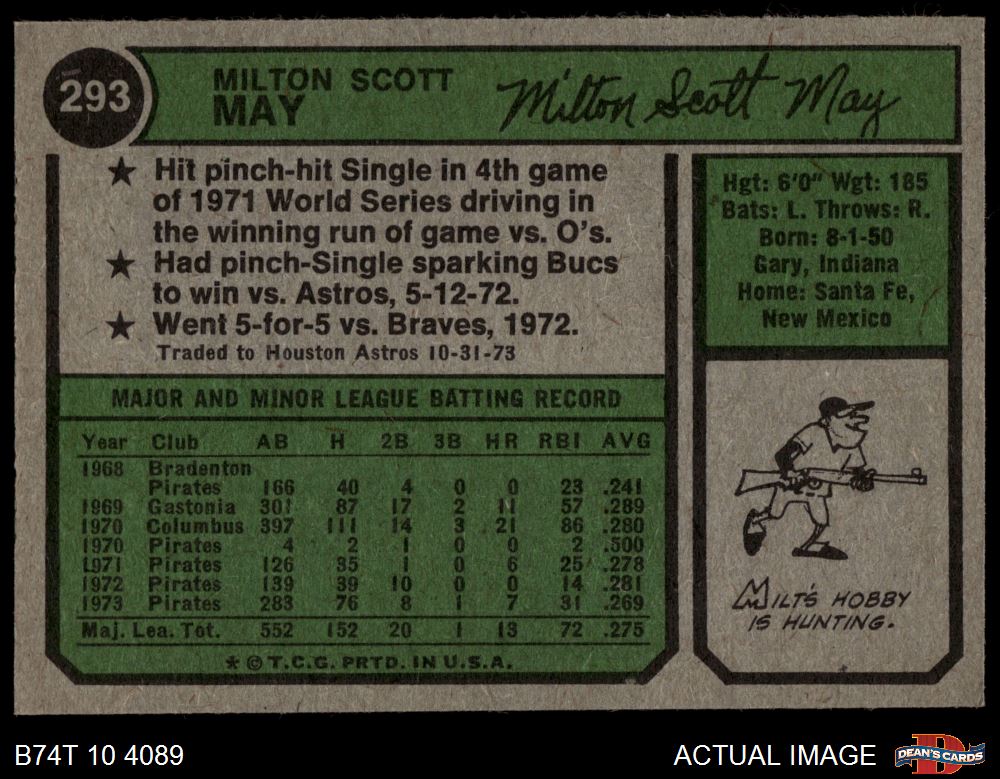 293
MILTON SCOTT
MAY
Milton Scott May
★ Hit pinch-hit Single in 4th game
of 1971 World Series driving in
the winning run of game vs. O's.
★ Had pinch-Single sparking Bucs
to win vs. Astros, 5-12-72.
★ Went 5-for-5 vs. Braves, 1972.
Traded to Houston Astros 10-31-73
Hgt: 6'0" Wgt: 185
Bats: L. Throws: R.
Born: 8-1-50
Gary, Indiana
Home: Santa Fe,
New Mexico
MAJOR AND MINOR LEAGUE BATTING RECORD
Year Club AB H 2B 3B HR RBI AVG
1968 Bradenton
Pirates 166 40 4 0 0 23 .241
1969 Gastonia 301 87 17 2 11 57 .289
1970 Columbus 397 111 14 3 21 86 .280
1970 Pirates 4 2 1 0 0 2 .500
1971 Pirates 126 35 1 0 6 25 .278
1972 Pirates 139 39 10 0 0 14 .281
1973 Pirates 283 76 8 1 7 31 .269
Maj. Lea. Tot. 552 152 20 1 13 72 .275
★ © T.C.G. PRTD. IN U.S.A.
MILT'S HOBBY
IS HUNTING.
B74T 10 4089
ACTUAL IMAGE
DEAN'S CARDS